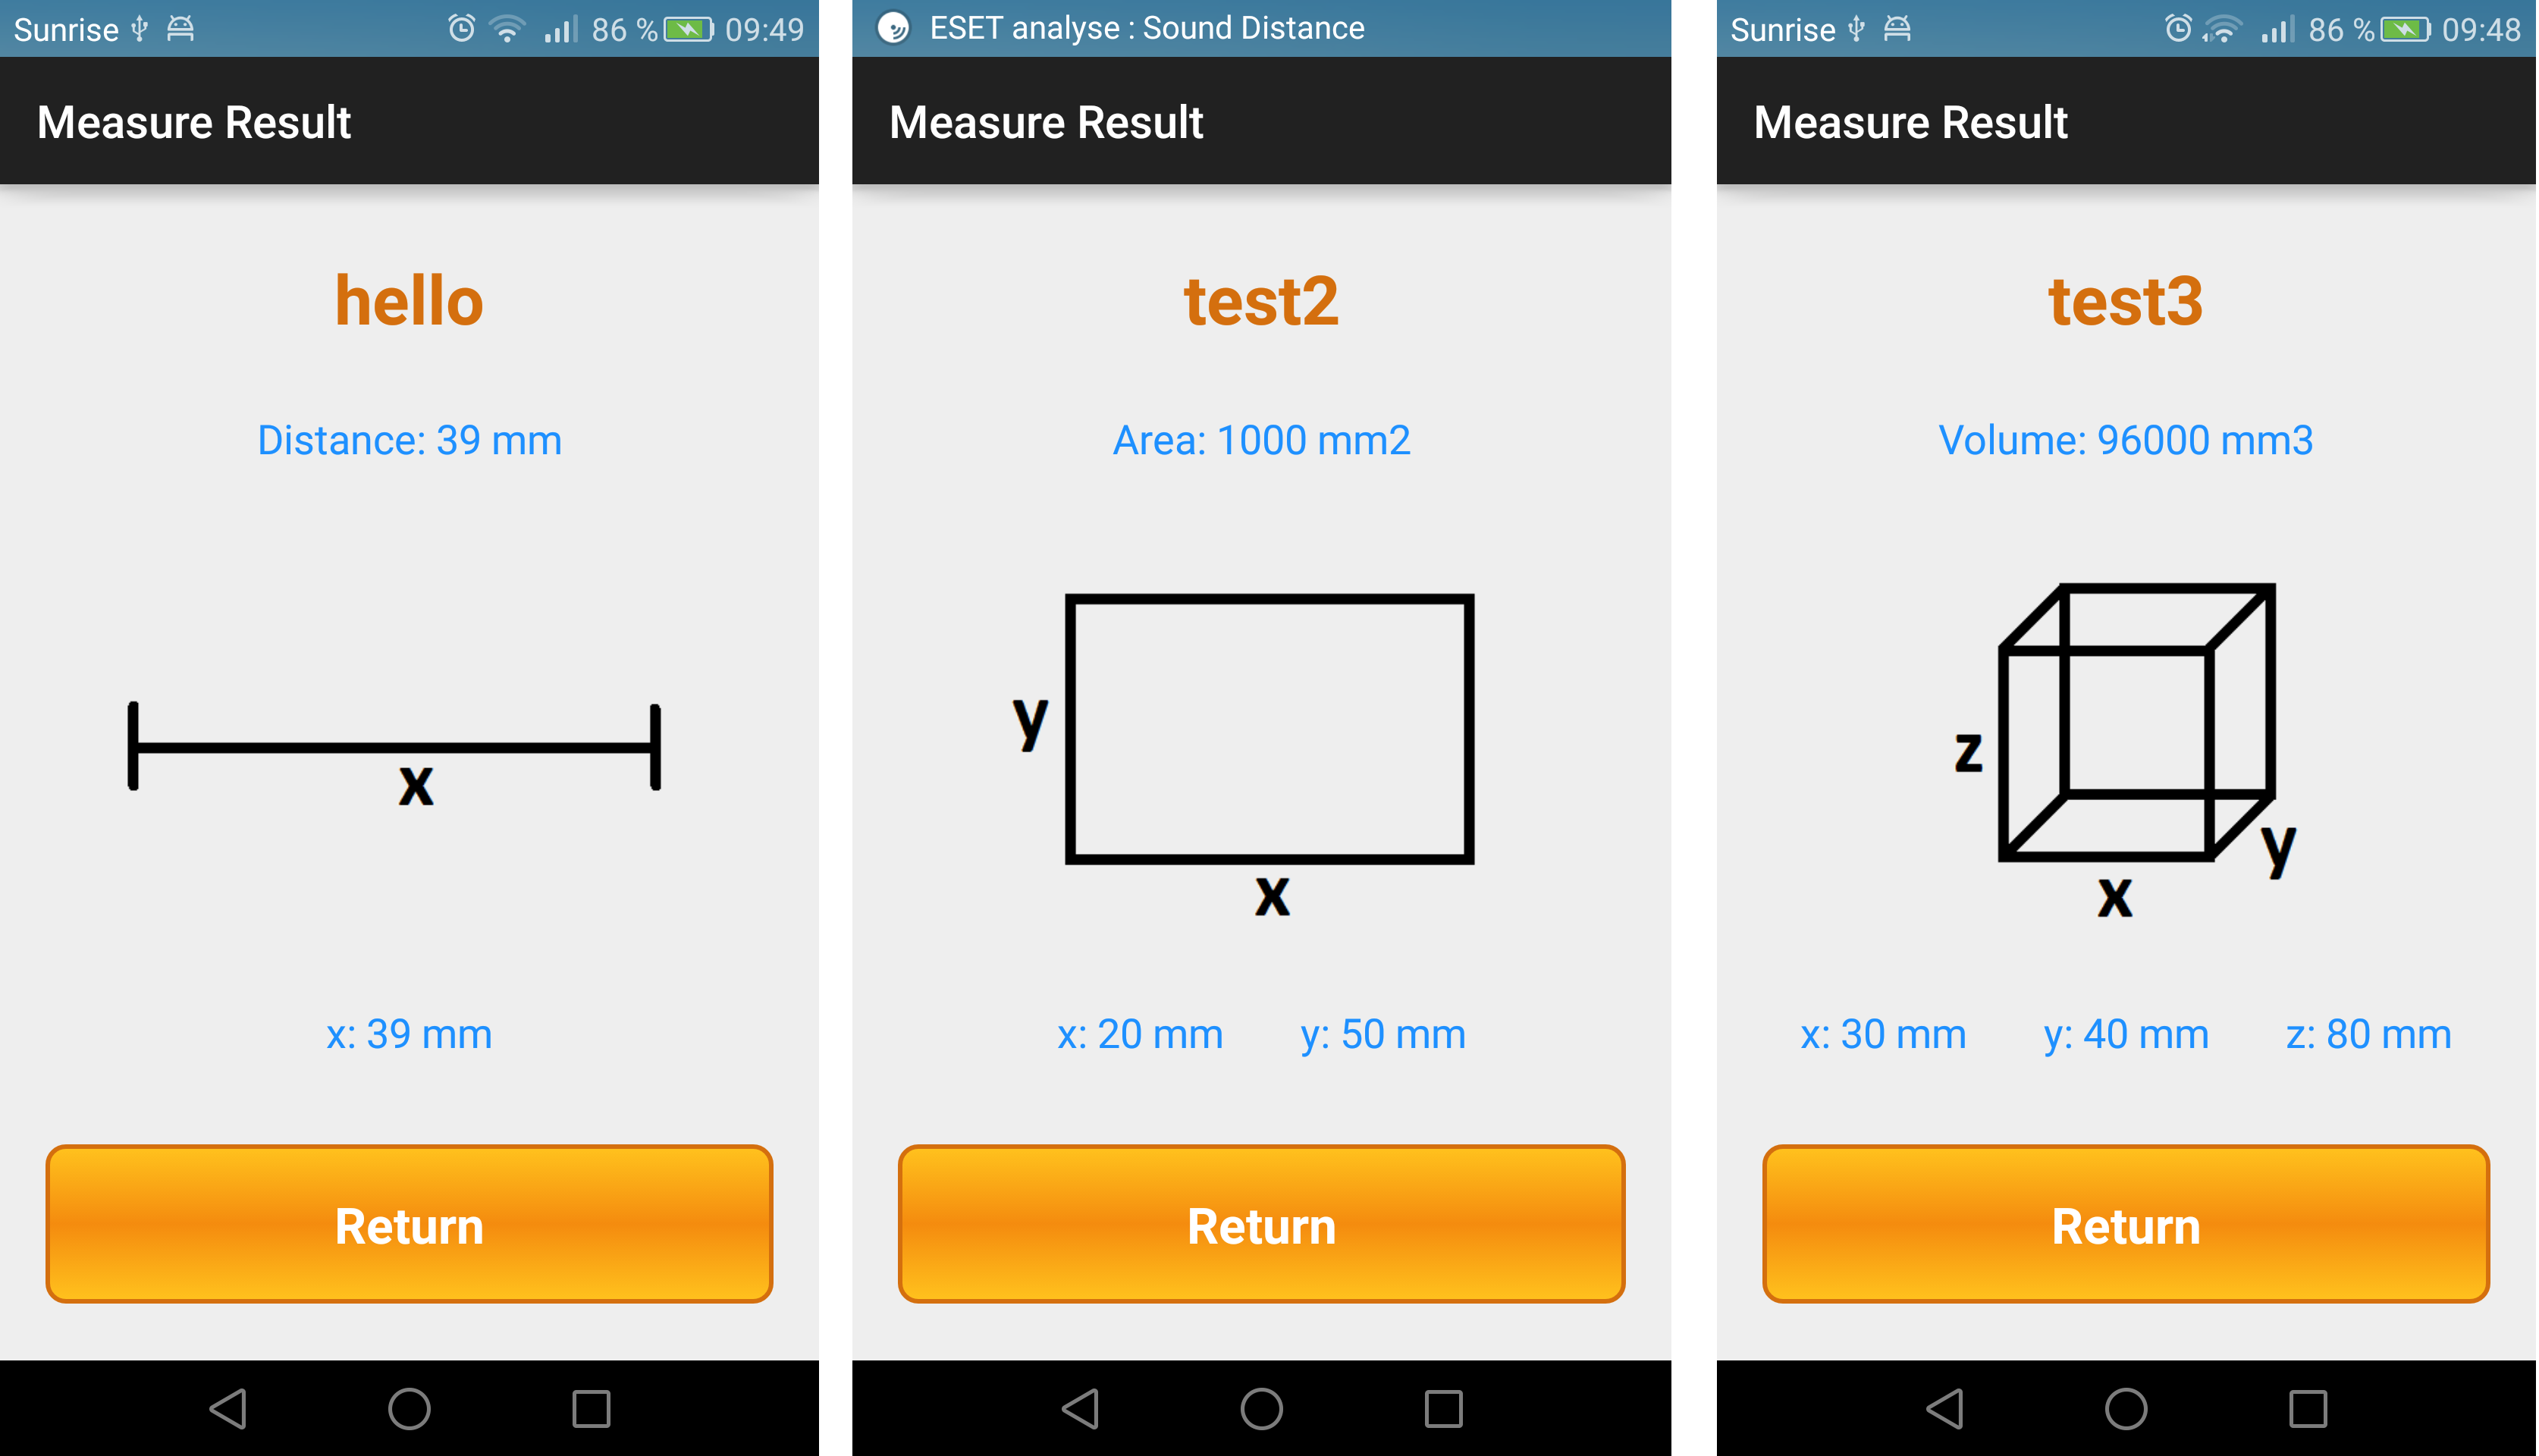 Sunrise 86 % 09:49
Measure Result
hello
Distance: 39 mm
x
x: 39 mm
Return
ESET analyse : Sound Distance
Measure Result
test2
Area: 1000 mm2
y
x
x: 20 mm y: 50 mm
Return
Sunrise 86 % 09:48
Measure Result
test3
Volume: 96000 mm3
z
y
x
x: 30 mm y: 40 mm z: 80 mm
Return